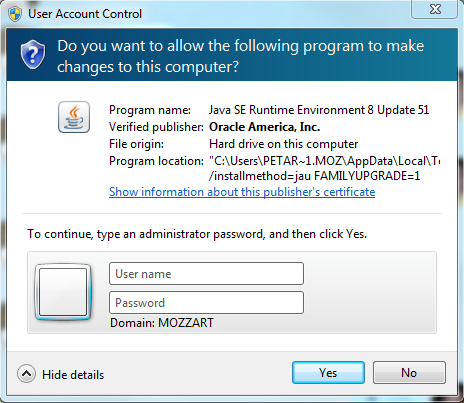 User Account Control
Do you want to allow the following program to make
changes to this computer?
Program name: Java SE Runtime Environment 8 Update 51
Verified publisher: Oracle America, Inc.
File origin: Hard drive on this computer
Program location: "C:\Users\PETAR~1.MOZ\AppData\Local\Te
/installmethod=jau FAMILYUPGRADE=1
Show information about this publisher's certificate
To continue, type an administrator password, and then click Yes.
User name
Password
Domain: MOZZART
Hide details
Yes
No